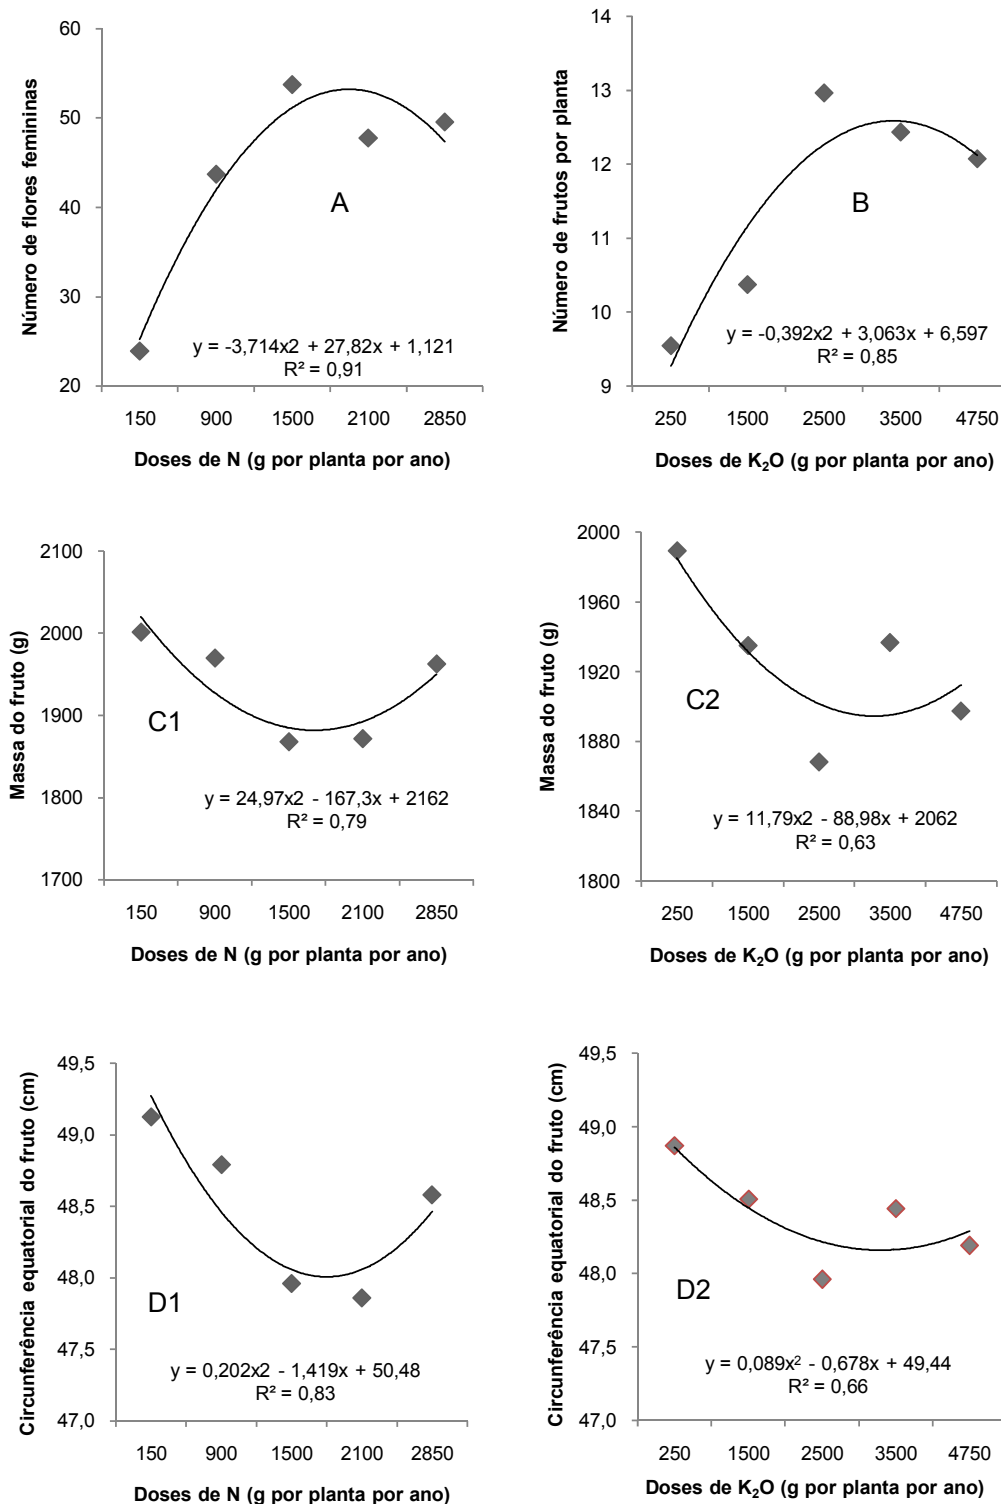 Número de flores femininas
60
50
40
30
20
A
y = -3,714x2 + 27,82x + 1,121
R² = 0,91
150 900 1500 2100 2850
Doses de N (g por planta por ano)
Número de frutos por planta
14
13
12
11
10
9
B
y = -0,392x2 + 3,063x + 6,597
R² = 0,85
250 1500 2500 3500 4750
Doses de K₂O (g por planta por ano)
Massa do fruto (g)
2100
2000
1900
1800
1700
C1
y = 24,97x2 - 167,3x + 2162
R² = 0,79
150 900 1500 2100 2850
Doses de N (g por planta por ano)
Massa do fruto (g)
2000
1960
1920
1880
1840
1800
C2
y = 11,79x2 - 88,98x + 2062
R² = 0,63
250 1500 2500 3500 4750
Doses de K₂O (g por planta por ano)
Circunferência equatorial do fruto (cm)
49,5
49,0
48,5
48,0
47,5
47,0
D1
y = 0,202x2 - 1,419x + 50,48
R² = 0,83
150 900 1500 2100 2850
Doses de N (g por planta por ano)
Circunferência equatorial do fruto (cm)
49,5
49,0
48,5
48,0
47,5
47,0
D2
y = 0,089x² - 0,678x + 49,44
R² = 0,66
250 1500 2500 3500 4750
Doses de K₂O (g por planta por ano)